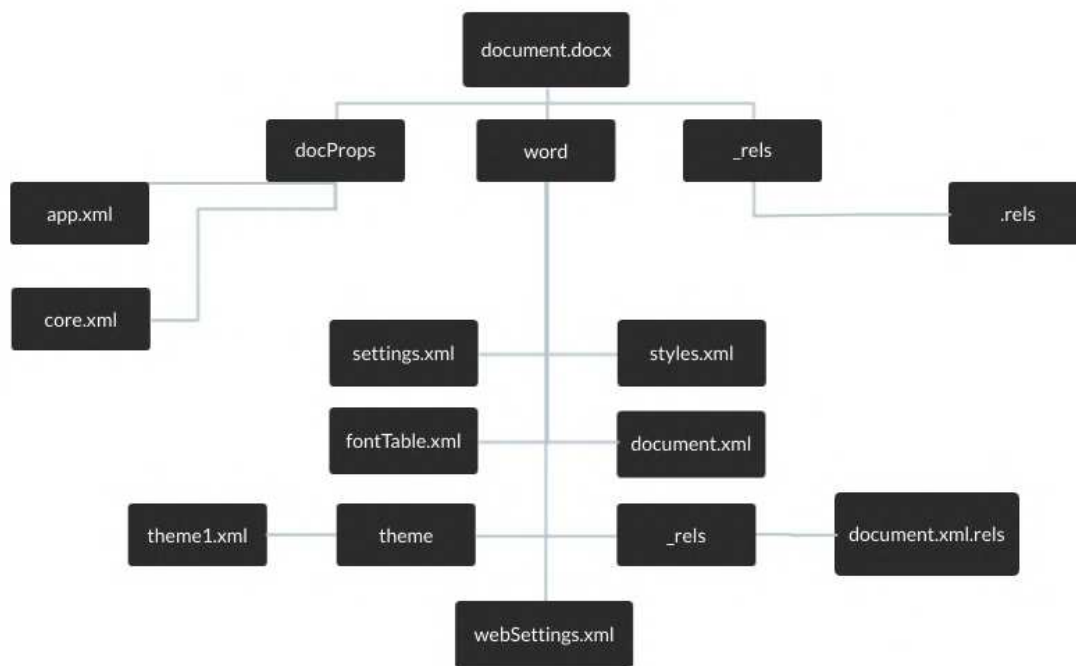 document.docx
docProps
word
_rels
app.xml
.rels
core.xml
settings.xml
styles.xml
fontTable.xml
document.xml
theme1.xml
theme
_rels
document.xml.rels
webSettings.xml